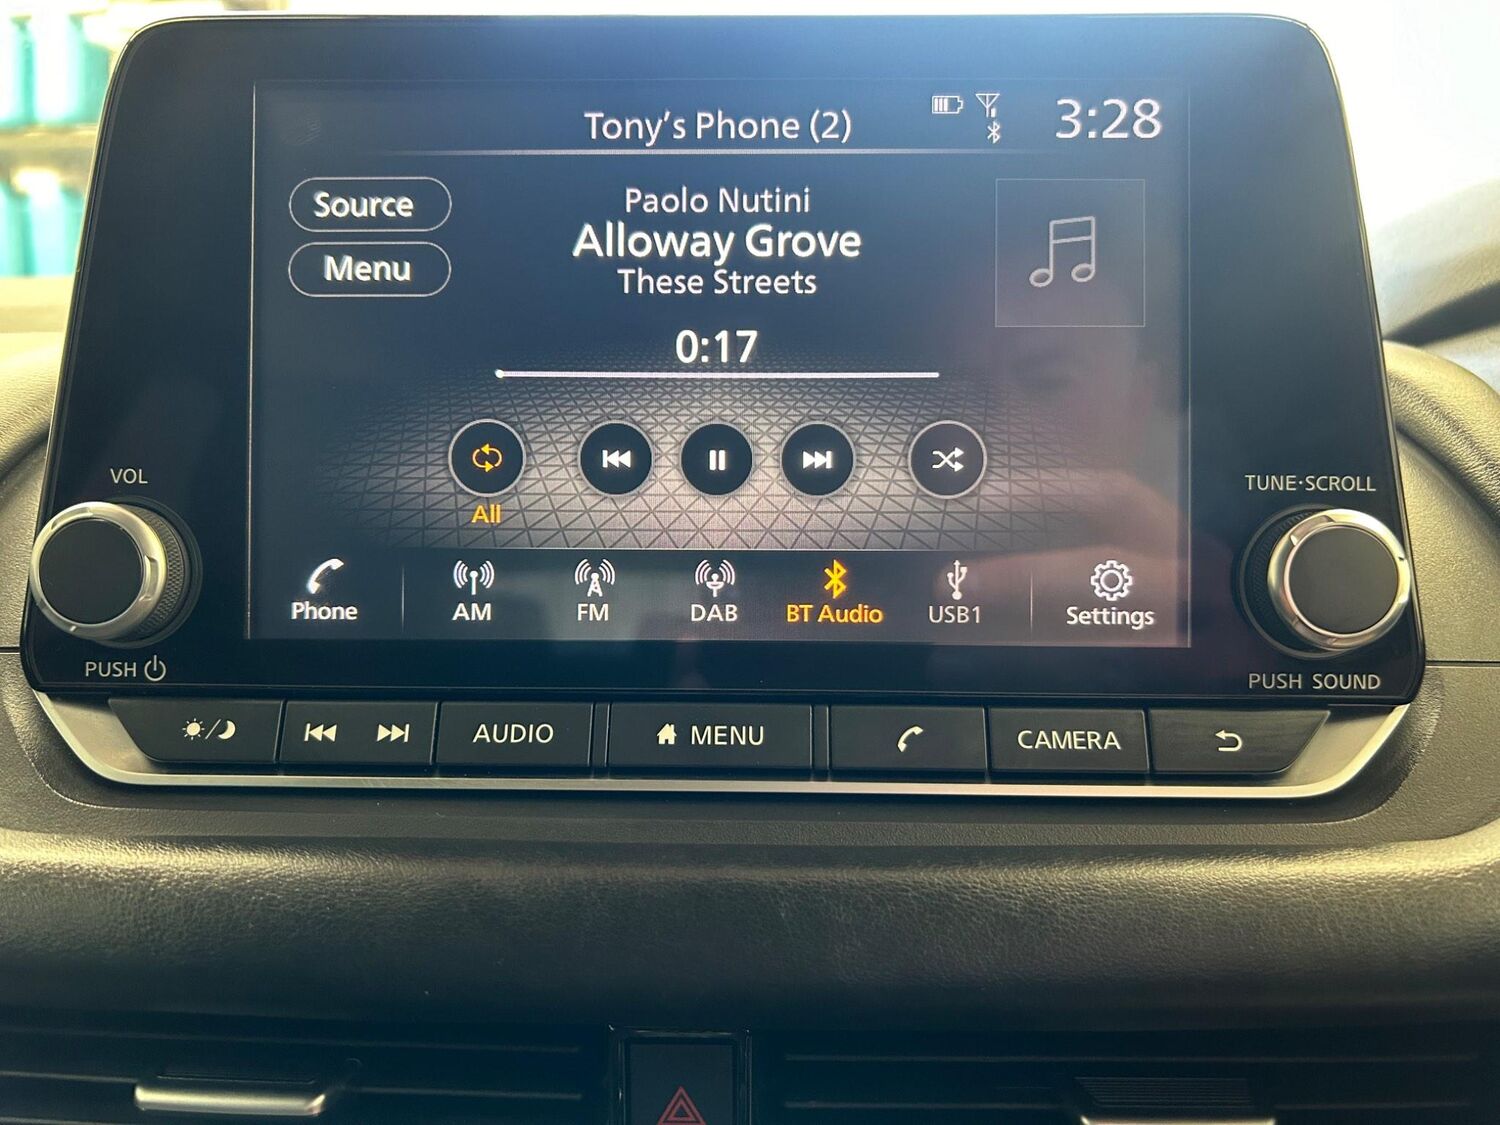 Tony's Phone (2)
3:28
Source
Menu
Paolo Nutini
Alloway Grove
These Streets
0:17
All
Phone
AM
FM
DAB
BT Audio
USB1
Settings
VOL
PUSH
TUNE·SCROLL
PUSH SOUND
AUDIO
MENU
CAMERA